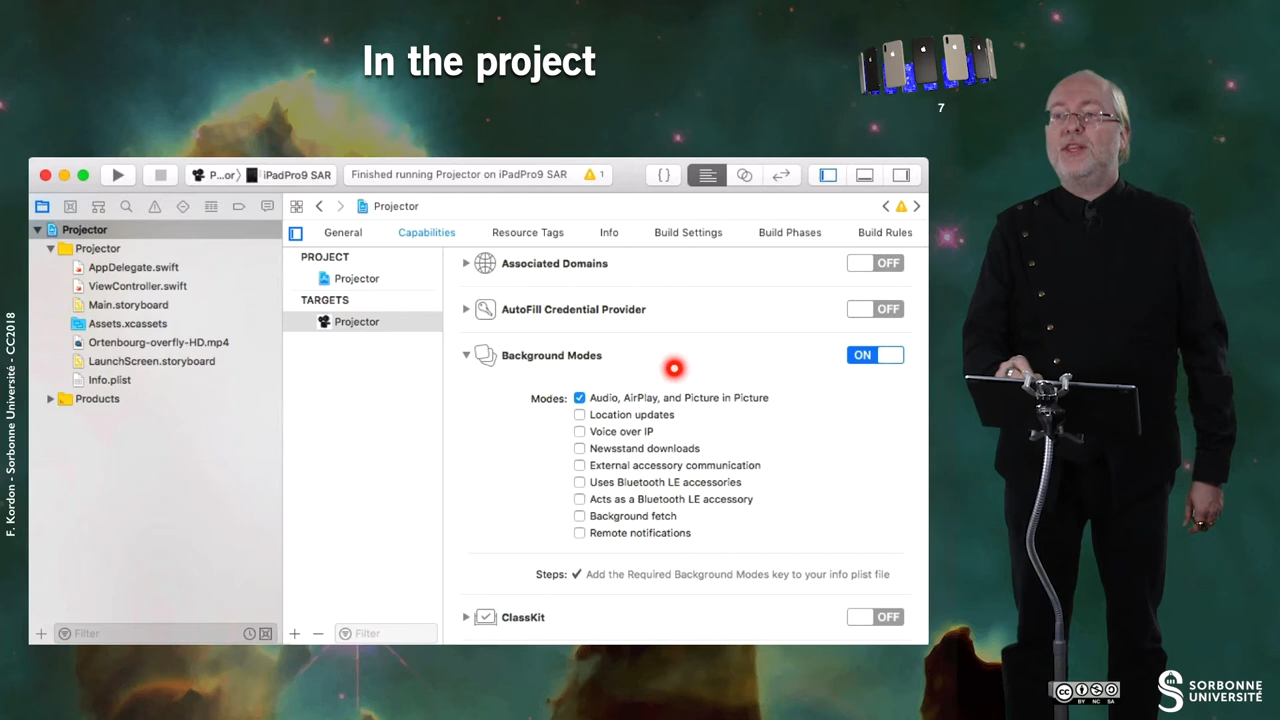 In the project
7
P...or⟩ iPadPro9 SAR
Finished running Projector on iPadPro9 SAR
1
Projector
Projector
General
Capabilities
Resource Tags
Info
Build Settings
Build Phases
Build Rules
Projector
AppDelegate.swift
ViewController.swift
Main.storyboard
Assets.xcassets
Ortenbourg-overfly-HD.mp4
LaunchScreen.storyboard
Info.plist
Products
Filter
PROJECT
Projector
TARGETS
Projector
Filter
Associated Domains
OFF
AutoFill Credential Provider
OFF
Background Modes
ON
Modes: Audio, AirPlay, and Picture in Picture
Location updates
Voice over IP
Newsstand downloads
External accessory communication
Uses Bluetooth LE accessories
Acts as a Bluetooth LE accessory
Background fetch
Remote notifications
Steps: ✔ Add the Required Background Modes key to your info plist file
ClassKit
OFF
F. Kordon - Sorbonne Université - CC2018
cc
BY NC SA
SORBONNE
UNIVERSITÉ